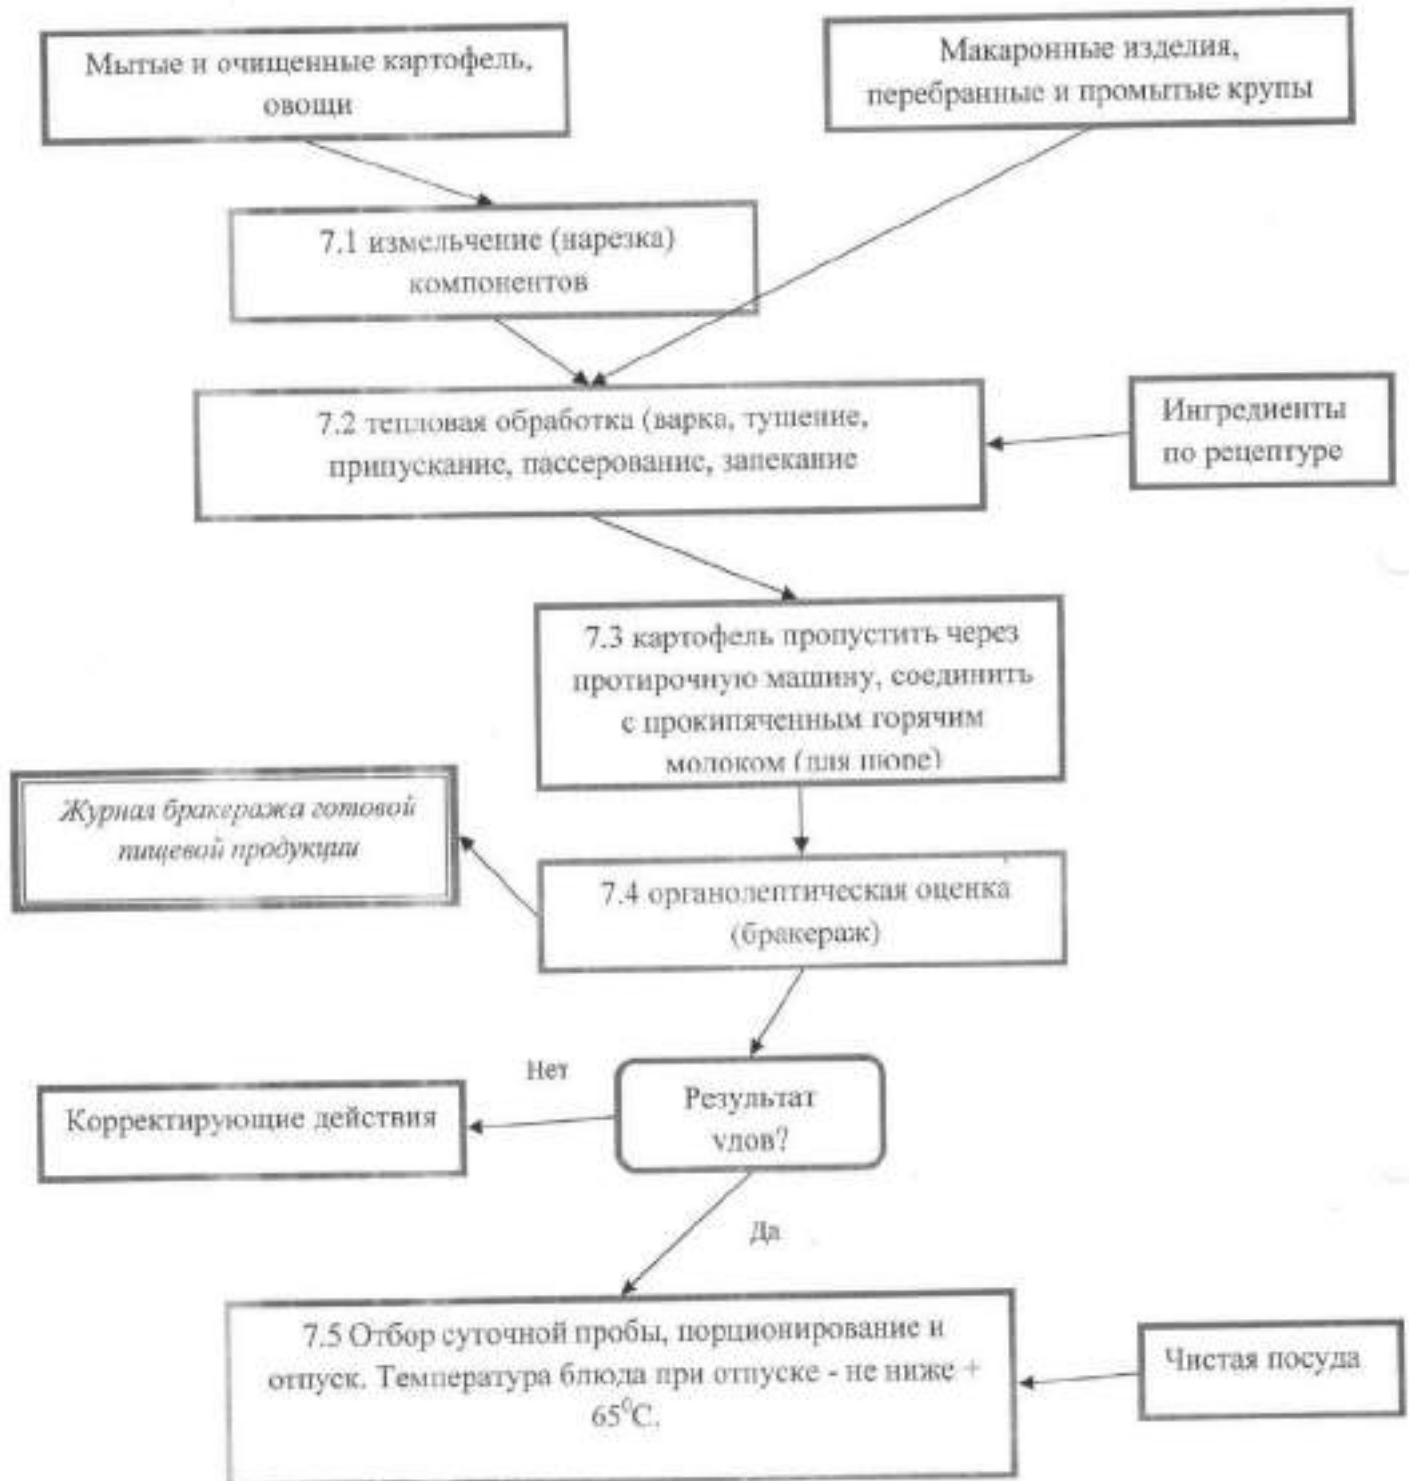 Мытые и очищенные картофель,
овощи
Макаронные изделия,
перебранные и промытые крупы
7.1 измельчение (нарезка)
компонентов
7.2 тепловая обработка (варка, тушение,
припускание, пассерование, запекание
Ингредиенты
по рецептуре
7.3 картофель пропустить через
протирочную машину, соединить
с прокипяченным горячим
молоком (для пюре)
Журнал бракеража готовой
пищевой продукции
7.4 органолептическая оценка
(бракераж)
Нет
Результат
удов?
Корректирующие действия
Да
7.5 Отбор суточной пробы, порционирование и
отпуск. Температура блюда при отпуске - не ниже +
65⁰С.
Чистая посуда